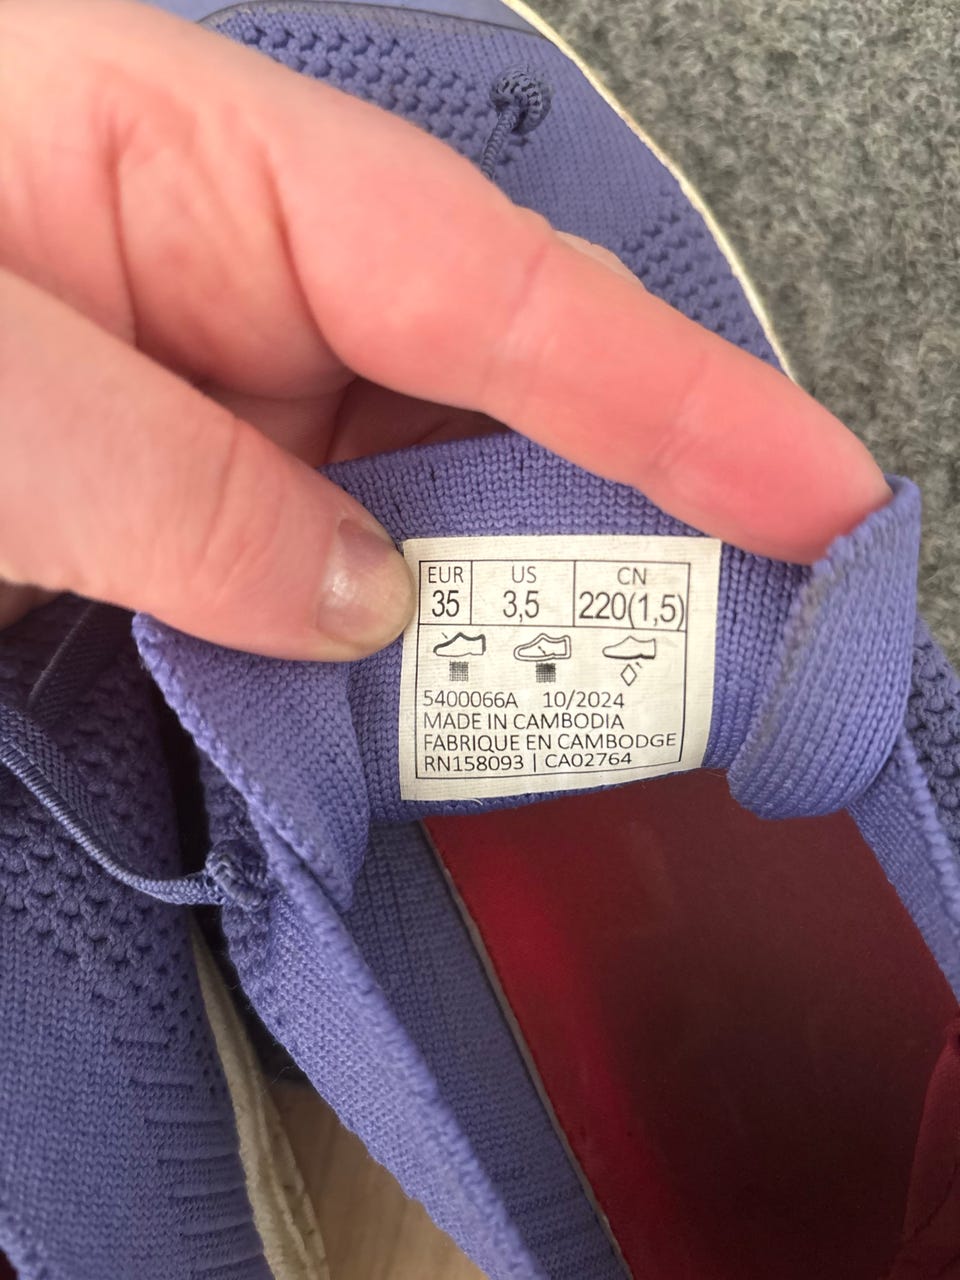 EUR US CN
35 3,5 220(1,5)
5400066A 10/2024
MADE IN CAMBODIA
FABRIQUE EN CAMBODGE
RN158093 | CA02764